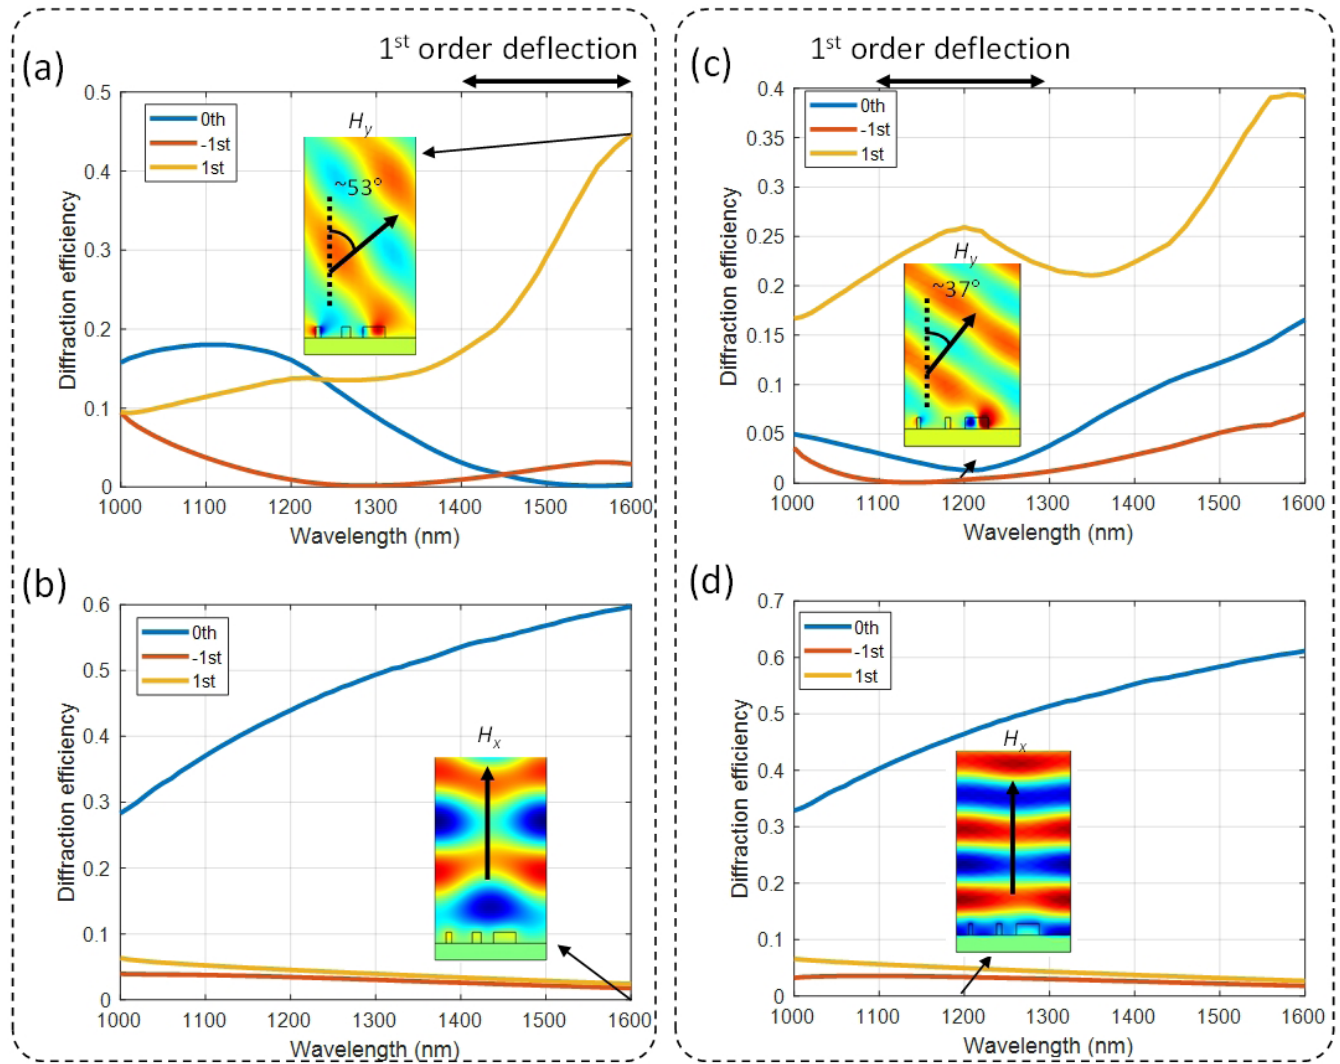 (a)
1st order deflection
0.5
0.4
0.3
0.2
0.1
0
Diffraction efficiency
0th
-1st
1st
Hy
~53°
1000 1100 1200 1300 1400 1500 1600
Wavelength (nm)
(b)
0.6
0.5
0.4
0.3
0.2
0.1
0
Diffraction efficiency
0th
-1st
1st
Hx
1000 1100 1200 1300 1400 1500 1600
Wavelength (nm)
(c)
1st order deflection
0.4
0.35
0.3
0.25
0.2
0.15
0.1
0.05
0
Diffraction efficiency
0th
-1st
1st
Hy
~37°
1000 1100 1200 1300 1400 1500 1600
Wavelength (nm)
(d)
0.7
0.6
0.5
0.4
0.3
0.2
0.1
0
Diffraction efficiency
0th
-1st
1st
Hx
1000 1100 1200 1300 1400 1500 1600
Wavelength (nm)